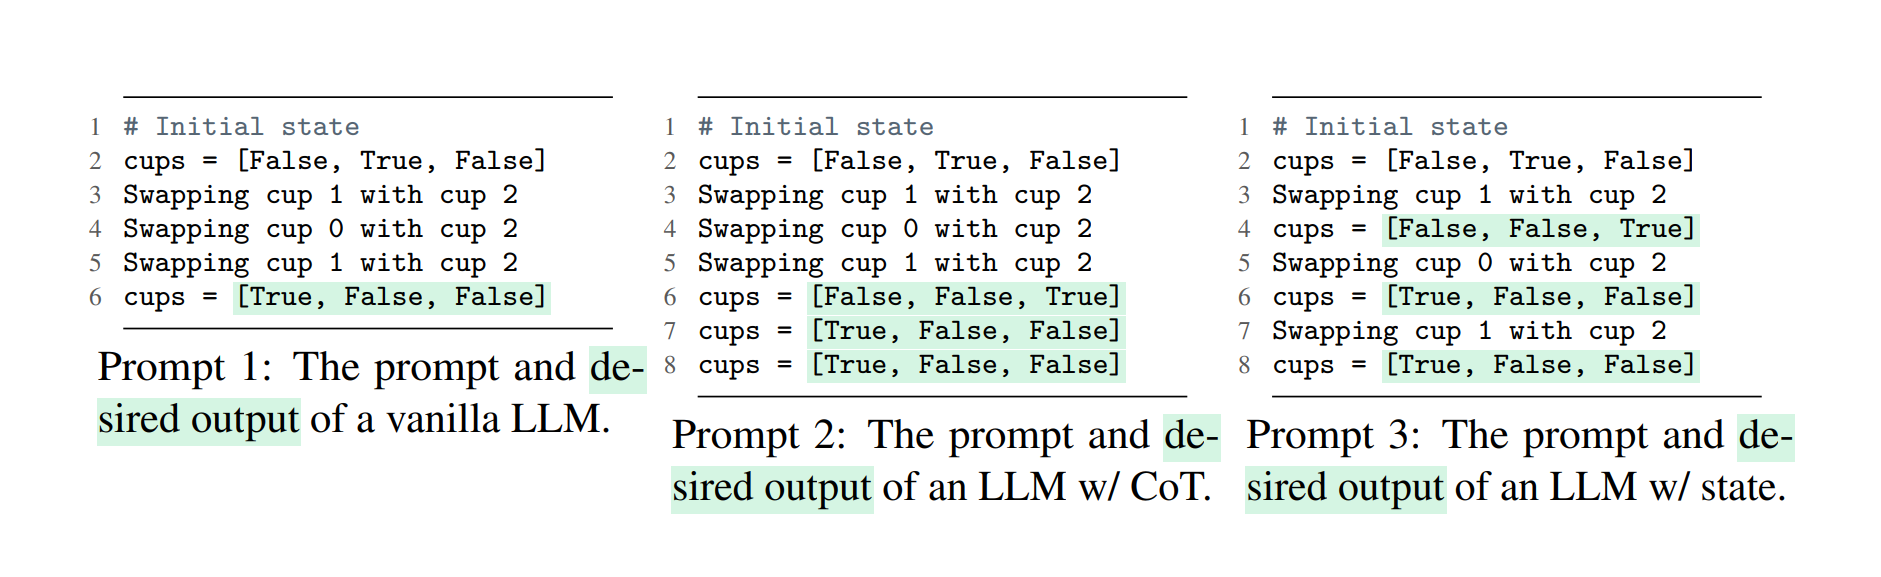 1 # Initial state
2 cups = [False, True, False]
3 Swapping cup 1 with cup 2
4 Swapping cup 0 with cup 2
5 Swapping cup 1 with cup 2
6 cups = [True, False, False]
Prompt 1: The prompt and de-
sired output of a vanilla LLM.
1 # Initial state
2 cups = [False, True, False]
3 Swapping cup 1 with cup 2
4 Swapping cup 0 with cup 2
5 Swapping cup 1 with cup 2
6 cups = [False, False, True]
7 cups = [True, False, False]
8 cups = [True, False, False]
Prompt 2: The prompt and de-
sired output of an LLM w/ CoT.
1 # Initial state
2 cups = [False, True, False]
3 Swapping cup 1 with cup 2
4 cups = [False, False, True]
5 Swapping cup 0 with cup 2
6 cups = [True, False, False]
7 Swapping cup 1 with cup 2
8 cups = [True, False, False]
Prompt 3: The prompt and de-
sired output of an LLM w/ state.